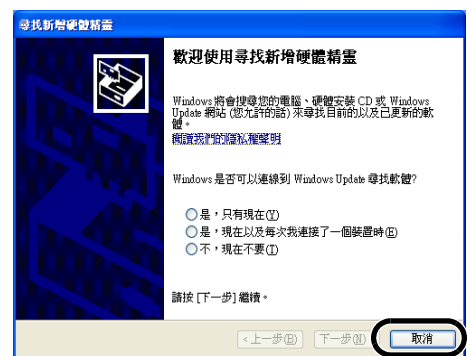 尋找新增硬體精靈
歡迎使用尋找新增硬體精靈
Windows 將會搜尋您的電腦、硬體安裝 CD 或 Windows
Update 網站 (您允許的話) 來尋找目前的以及已更新的軟
體。
閱讀我們的隱私權聲明
Windows 是否可以連線到 Windows Update 尋找軟體?
是，只有現在(Y)
是，現在以及每次我連接了一個裝置時(E)
不，現在不要(T)
請按 [下一步] 繼續。
<上一步(B) 下一步(N) 取消